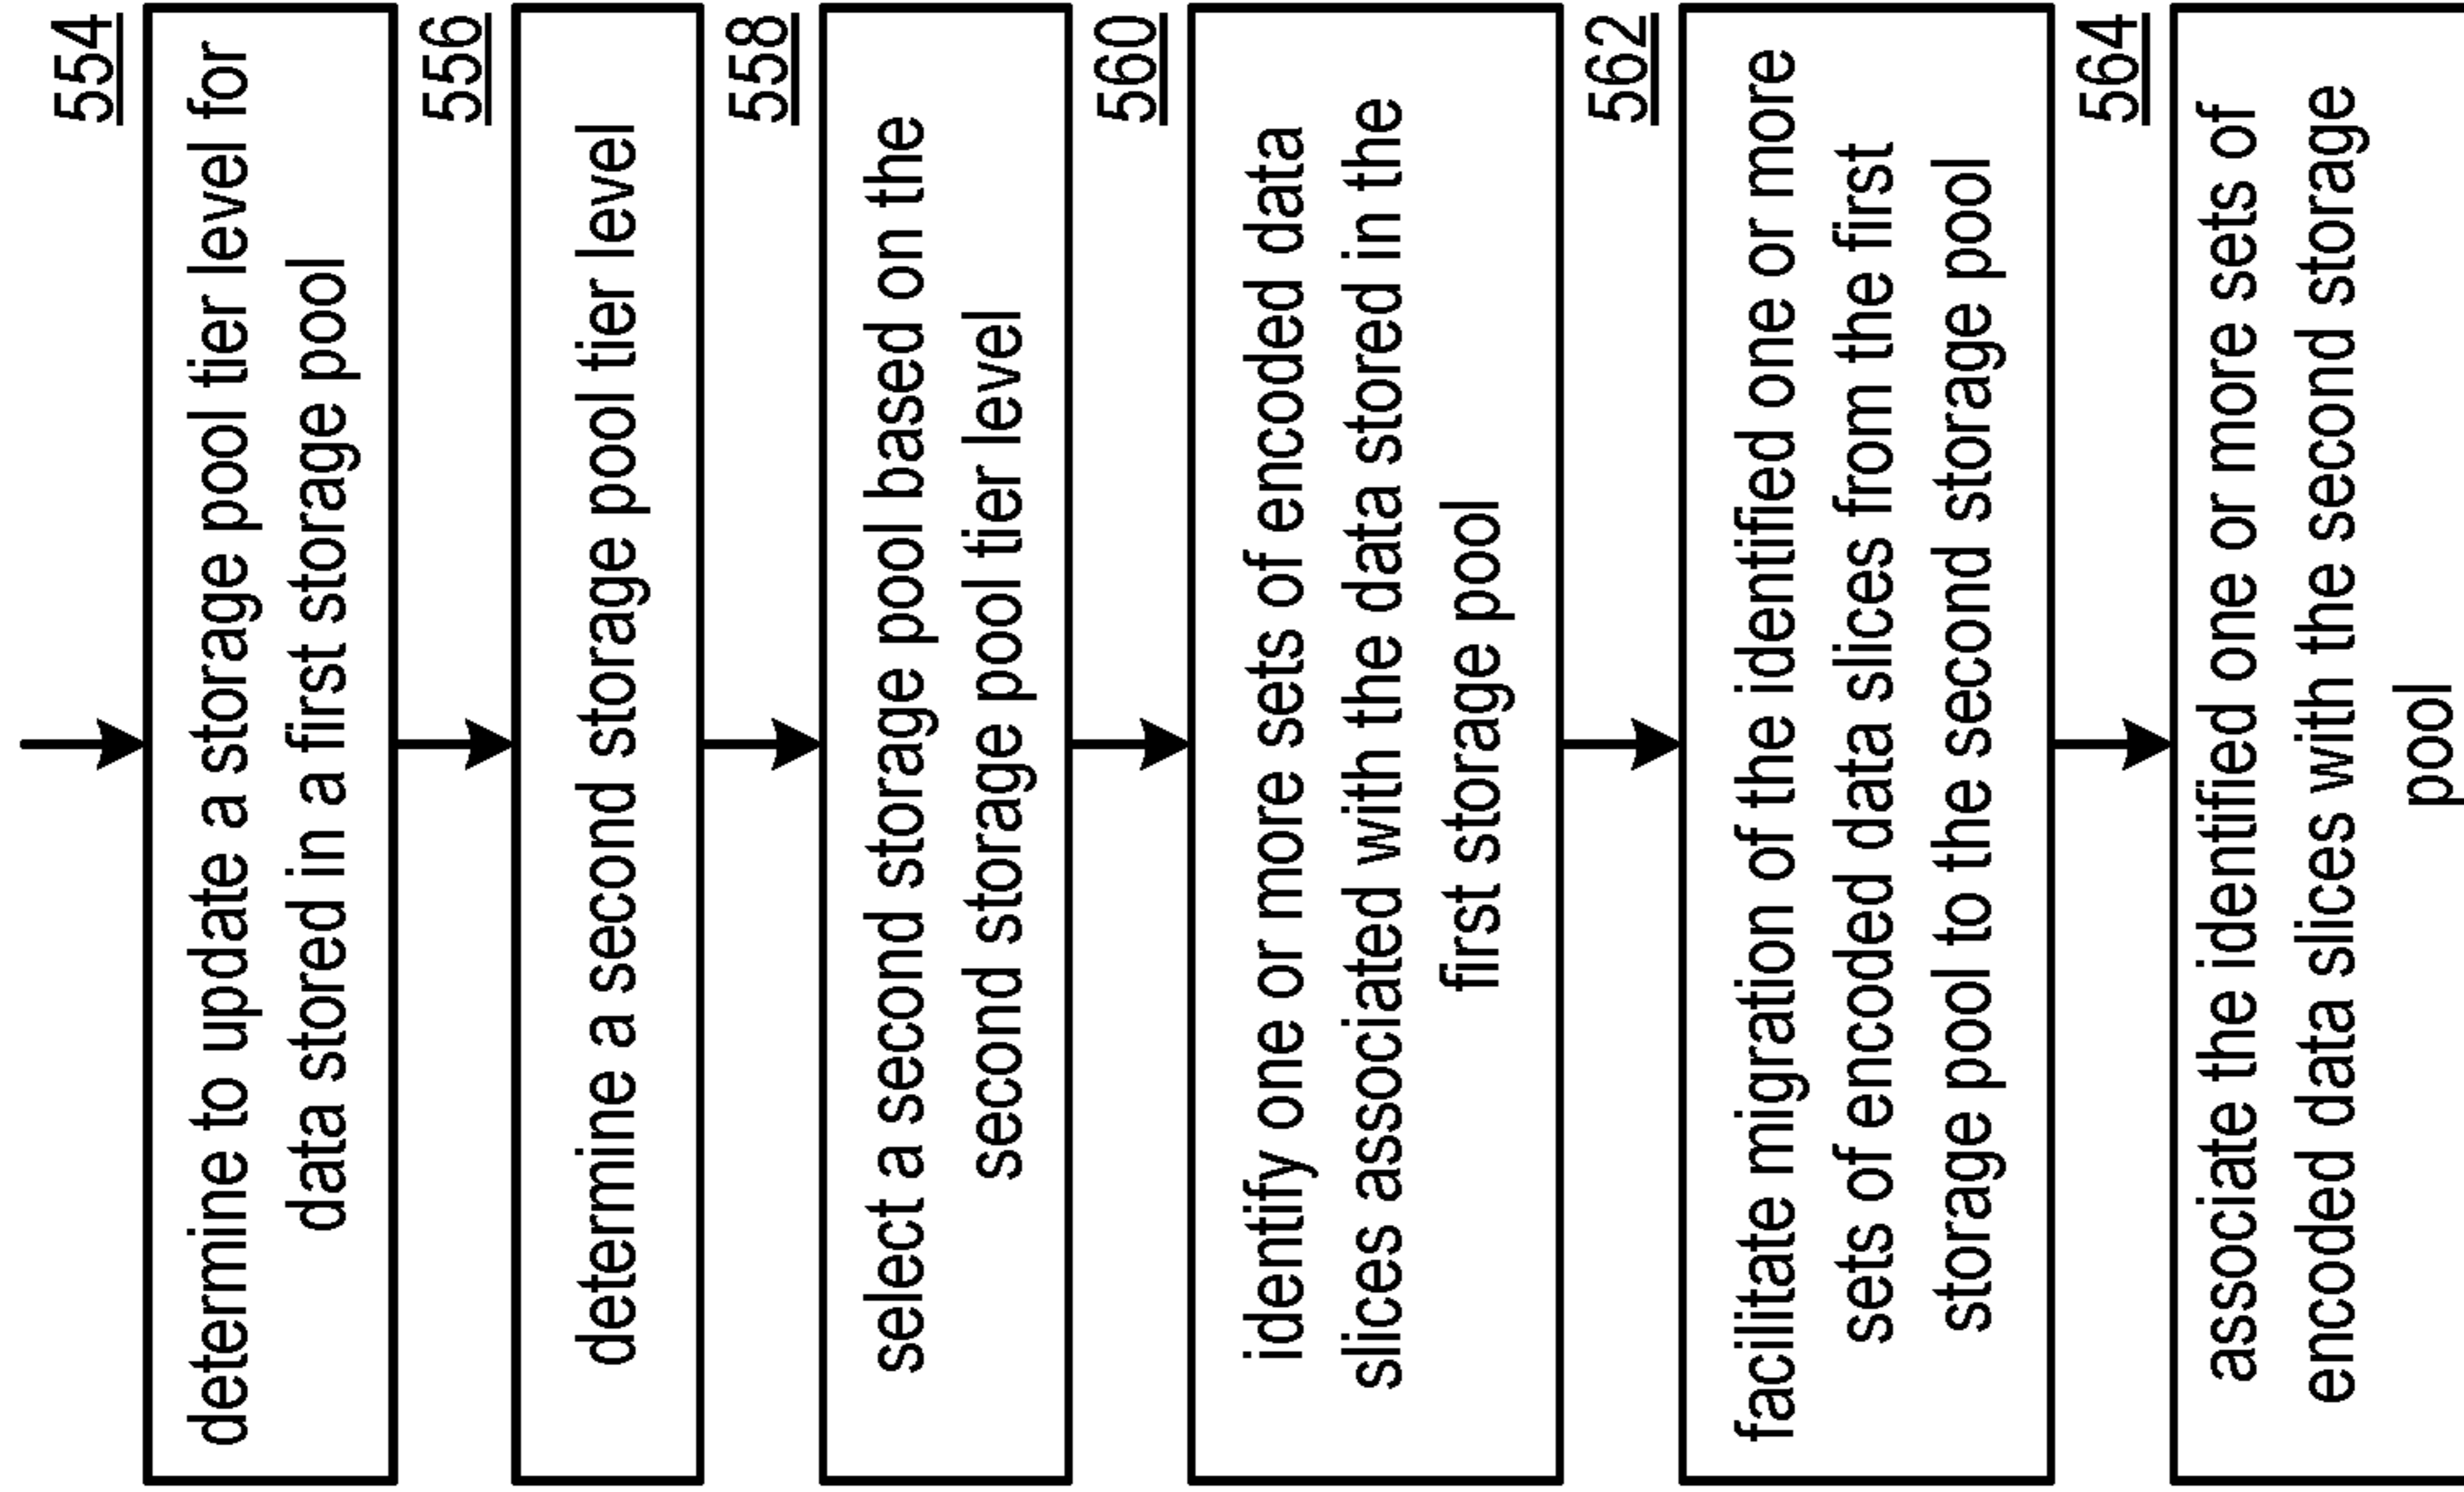 554
determine to update a storage pool tier level for
data stored in a first storage pool
556
determine a second storage pool tier level
558
select a second storage pool based on the
second storage pool tier level
560
identify one or more sets of encoded data
slices associated with the data stored in the
first storage pool
562
facilitate migration of the identified one or more
sets of encoded data slices from the first
storage pool to the second storage pool
564
associate the identified one or more sets of
encoded data slices with the second storage
pool